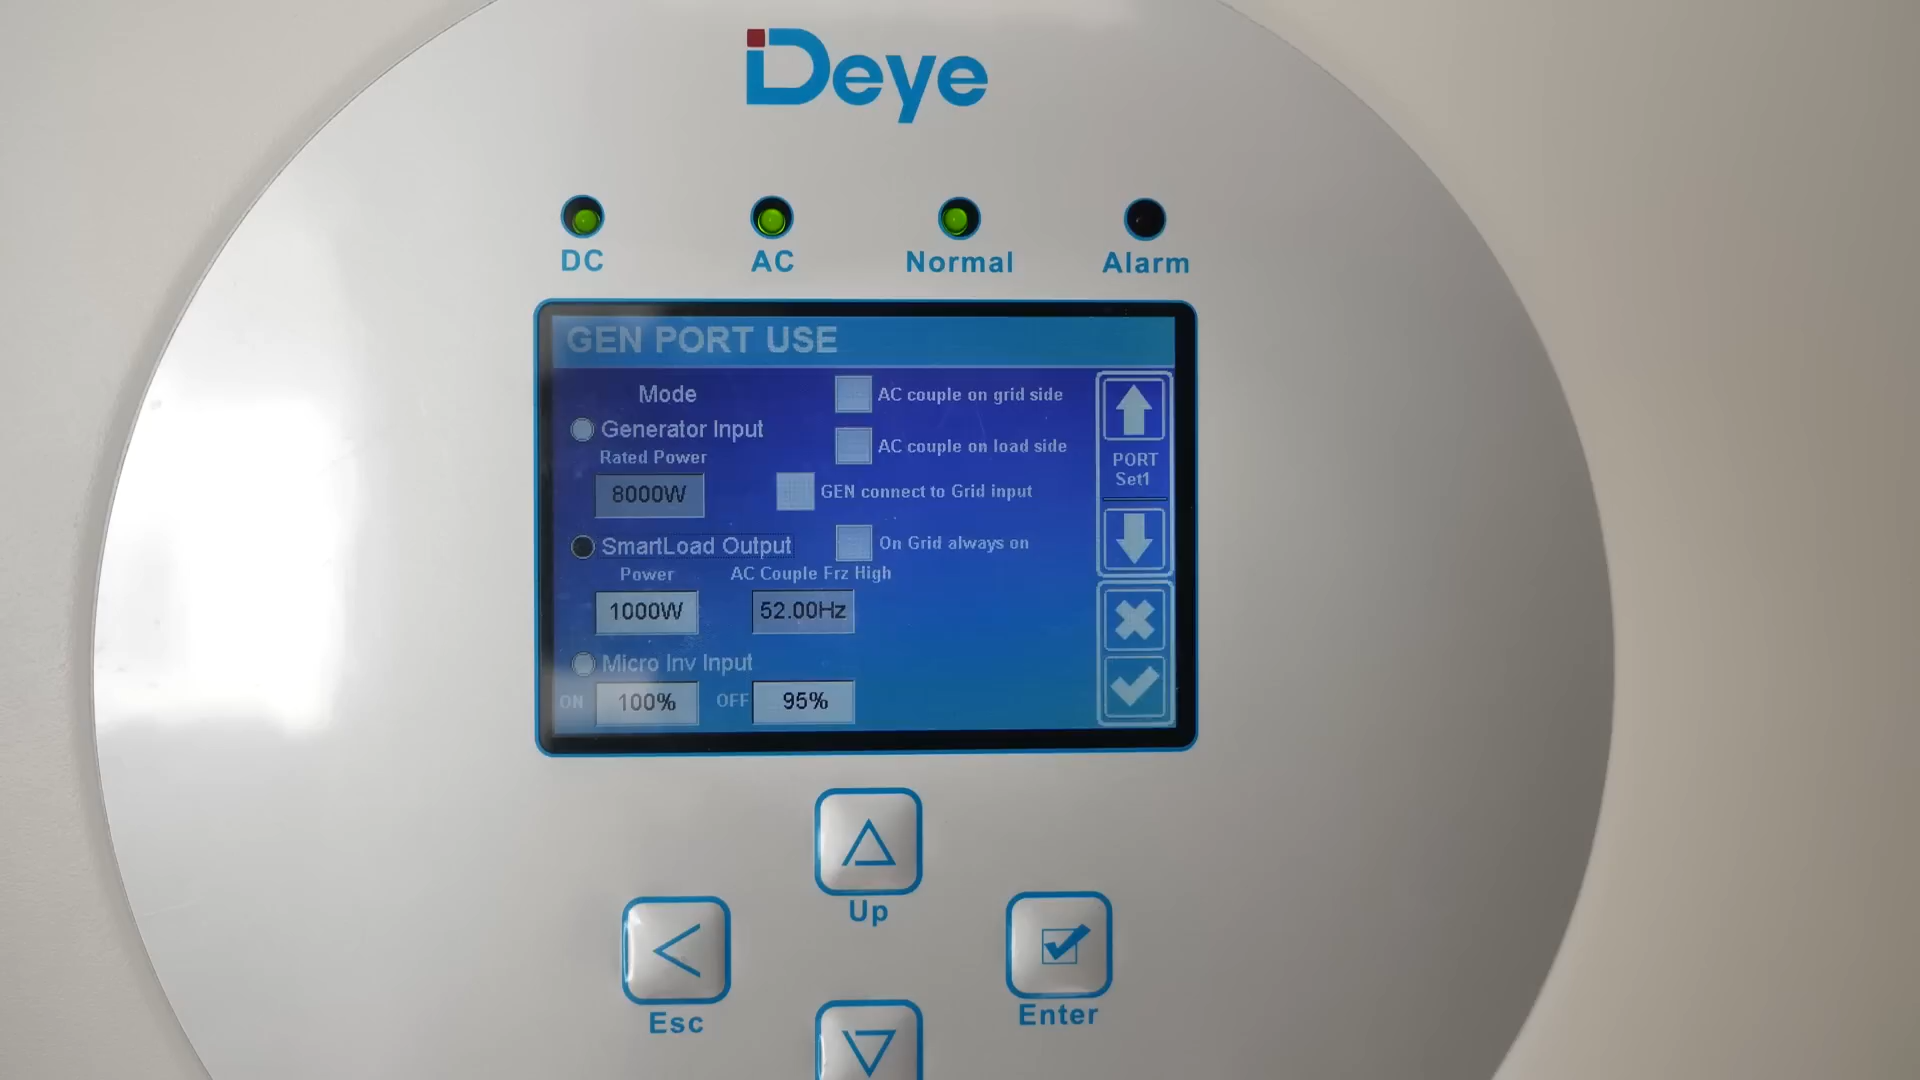 Deye
DC AC Normal Alarm
GEN PORT USE
Mode
AC couple on grid side
Generator Input
AC couple on load side
Rated Power
8000W
GEN connect to Grid input
PORT
Set1
SmartLoad Output
On Grid always on
Power
AC Couple Frz High
1000W
52.00Hz
Micro Inv Input
ON 100% OFF 95%
Up
Esc
Enter